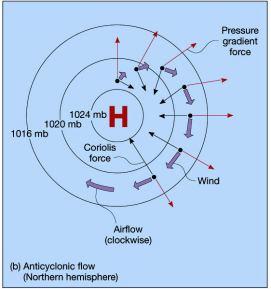 Pressure
gradient
force
1024 mb
H
1020 mb
1016 mb
Coriolis
force
Wind
Airflow
(clockwise)
(b) Anticyclonic flow
(Northern hemisphere)